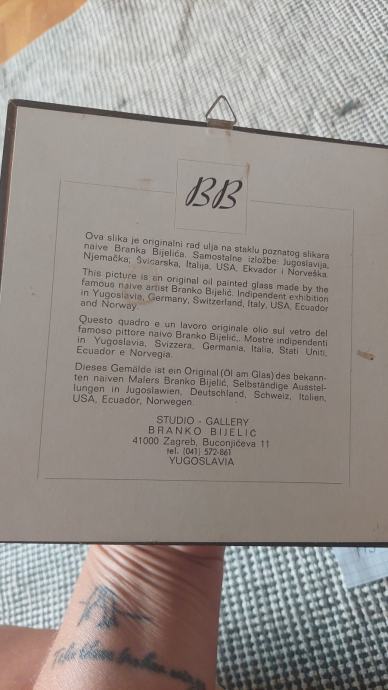 BB
Ova slika je originalni rad ulja na staklu poznatog slikara
naive Branka Bijelića. Samostalne izložbe: Jugoslavija,
Njemačka, Švicarska, Italija, USA, Ekvador i Norveška.
This picture is an original oil painted glass made by the
famous naive artist Branko Bijelić. Indipendent exhibition
in Yugoslavia, Germany, Switzerland, Italy, USA, Ecuador
and Norway.
Questo quadro e un lavoro originale olio sul vetro del
famoso pittore naivo Branko Bijelić. Mostre indipendenti
in Yugoslavia, Svizzera, Germania, Italia, Stati Uniti,
Ecuador e Norvegia.
Dieses Gemälde ist ein Original (Öl am Glas) des bekann-
ten naiven Malers Branko Bijelić, Selbständige Ausstel-
lungen in Jugoslawien, Deutschland, Schweiz, Italien,
USA, Ecuador, Norwegen.
STUDIO - GALLERY
BRANKO BIJELIĆ
41000 Zagreb, Buconjićeva 11
tel. (041) 572-861
YUGOSLAVIA